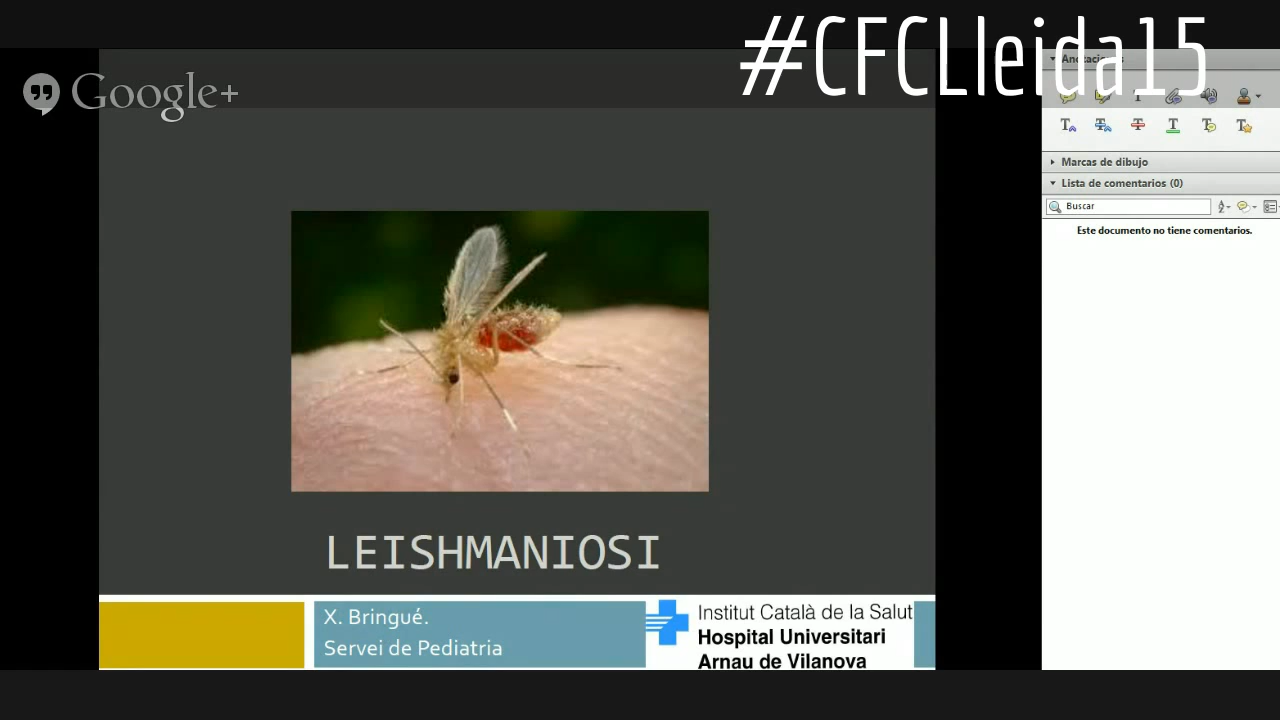 #CFCLleida15
Google+
Anotaciones
Marcas de dibujo
Lista de comentarios (0)
Buscar
Este documento no tiene comentarios.
LEISHMANIOSI
X. Bringué.
Servei de Pediatria
Institut Català de la Salut
Hospital Universitari
Arnau de Vilanova